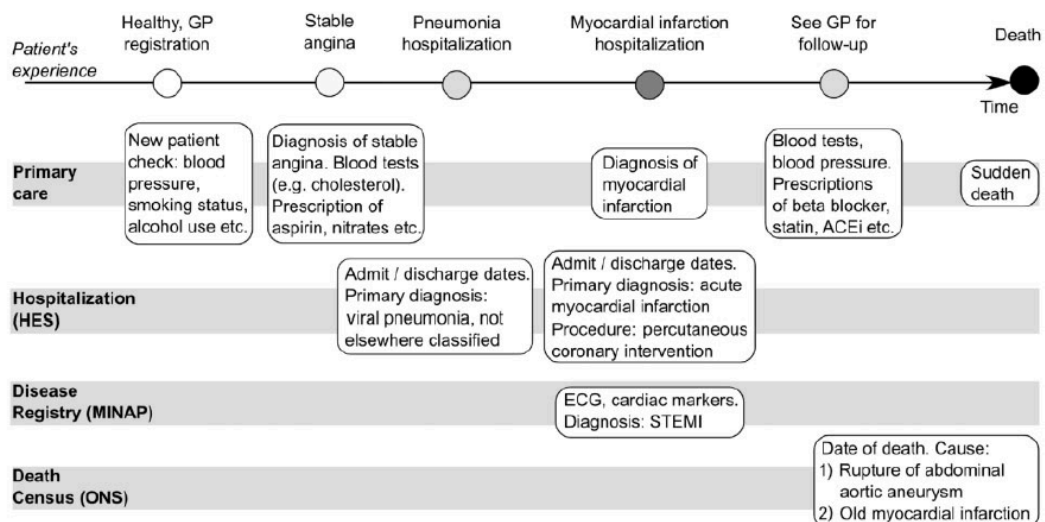 Patient's
experience
Healthy, GP
registration
Stable
angina
Pneumonia
hospitalization
Myocardial infarction
hospitalization
See GP for
follow-up
Death
Time
Primary
care
New patient
check: blood
pressure,
smoking status,
alcohol use etc.
Diagnosis of stable
angina. Blood tests
(e.g. cholesterol).
Prescription of
aspirin, nitrates etc.
Diagnosis of
myocardial
infarction
Blood tests,
blood pressure.
Prescriptions
of beta blocker,
statin, ACEi etc.
Sudden
death
Hospitalization
(HES)
Admit / discharge dates.
Primary diagnosis:
viral pneumonia, not
elsewhere classified
Admit / discharge dates.
Primary diagnosis: acute
myocardial infarction
Procedure: percutaneous
coronary intervention
Disease
Registry (MINAP)
ECG, cardiac markers.
Diagnosis: STEMI
Death
Census (ONS)
Date of death. Cause:
1) Rupture of abdominal
aortic aneurysm
2) Old myocardial infarction